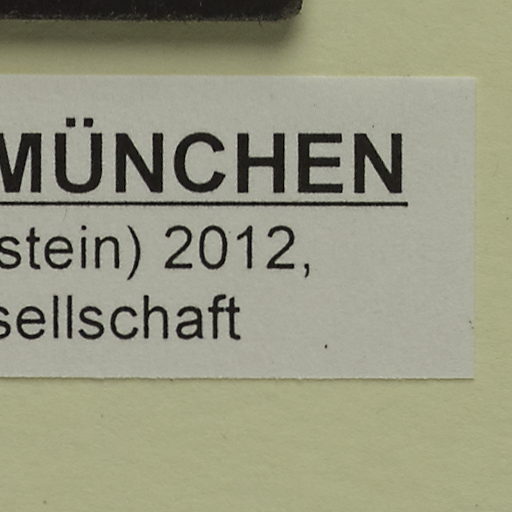 MÜNCHEN
stein) 2012,
sellschaft